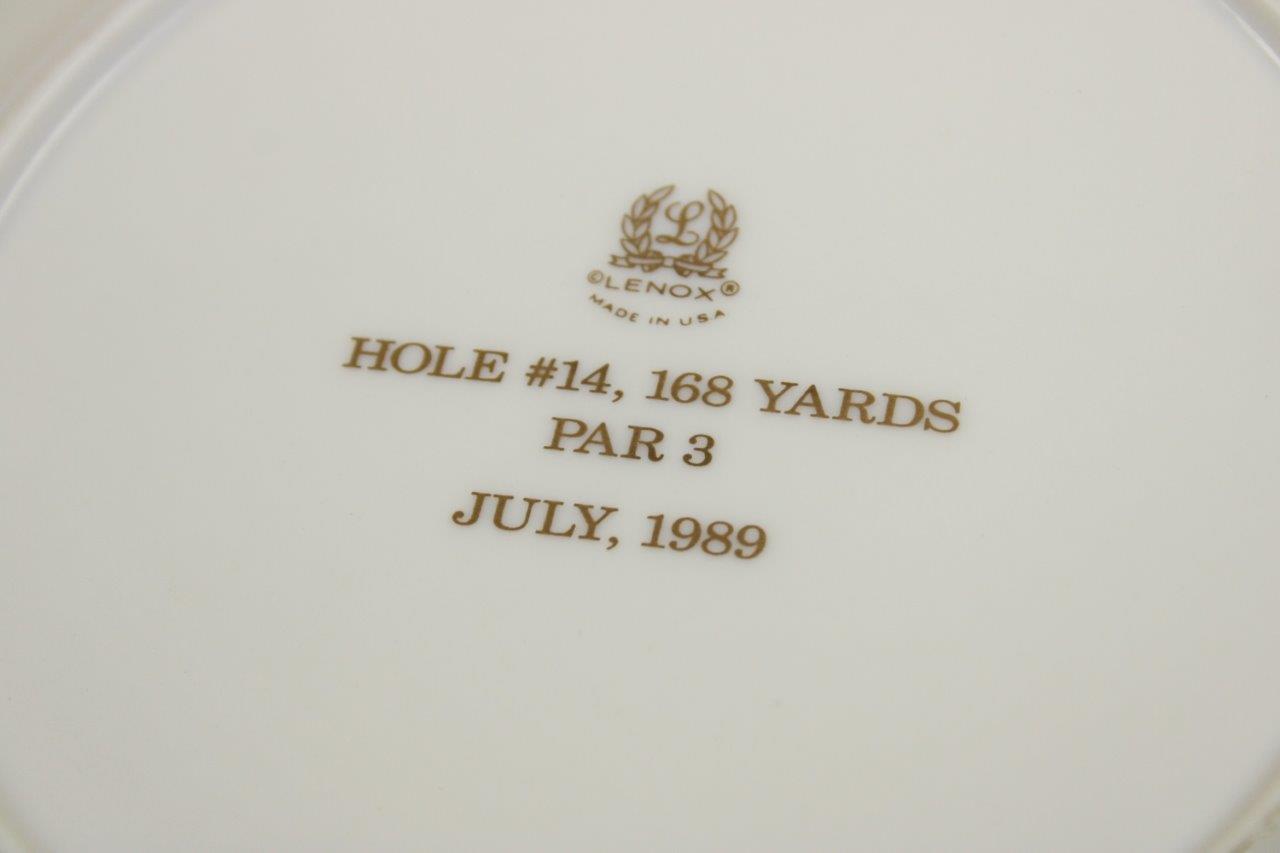 L
©LENOX®
MADE IN USA
HOLE #14, 168 YARDS
PAR 3
JULY, 1989